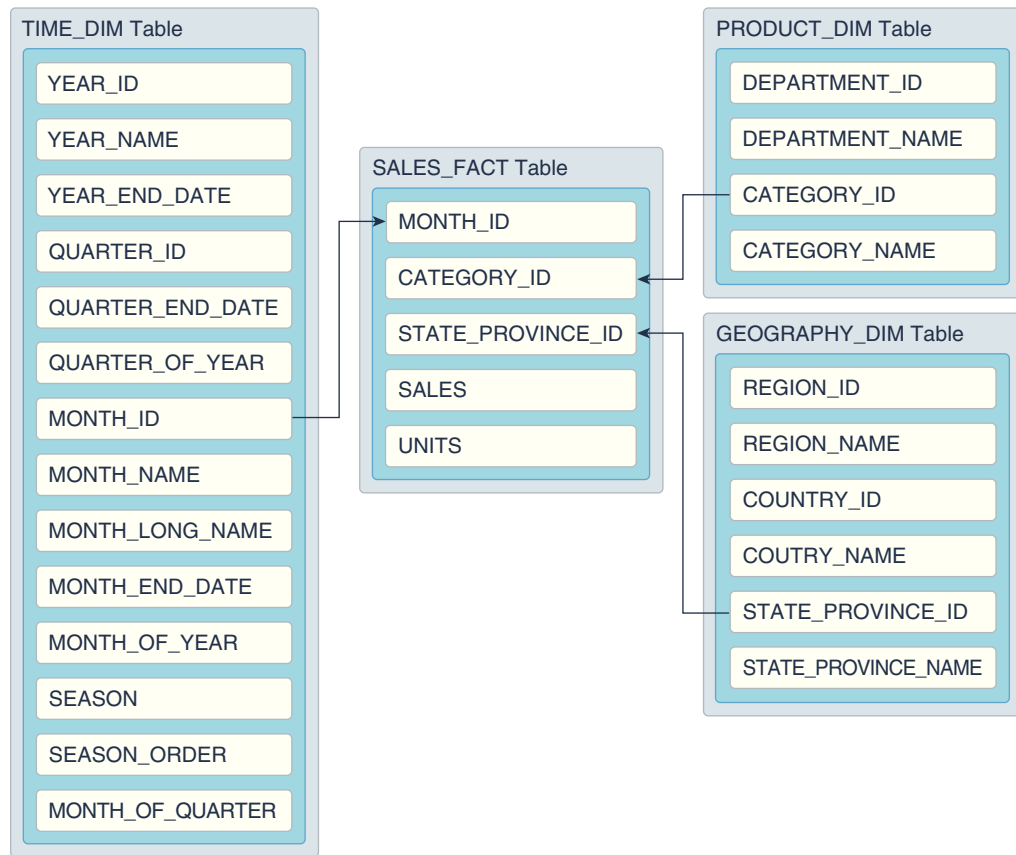 TIME_DIM Table
YEAR_ID
YEAR_NAME
YEAR_END_DATE
QUARTER_ID
QUARTER_END_DATE
QUARTER_OF_YEAR
MONTH_ID
MONTH_NAME
MONTH_LONG_NAME
MONTH_END_DATE
MONTH_OF_YEAR
SEASON
SEASON_ORDER
MONTH_OF_QUARTER
SALES_FACT Table
MONTH_ID
CATEGORY_ID
STATE_PROVINCE_ID
SALES
UNITS
PRODUCT_DIM Table
DEPARTMENT_ID
DEPARTMENT_NAME
CATEGORY_ID
CATEGORY_NAME
GEOGRAPHY_DIM Table
REGION_ID
REGION_NAME
COUNTRY_ID
COUTRY_NAME
STATE_PROVINCE_ID
STATE_PROVINCE_NAME